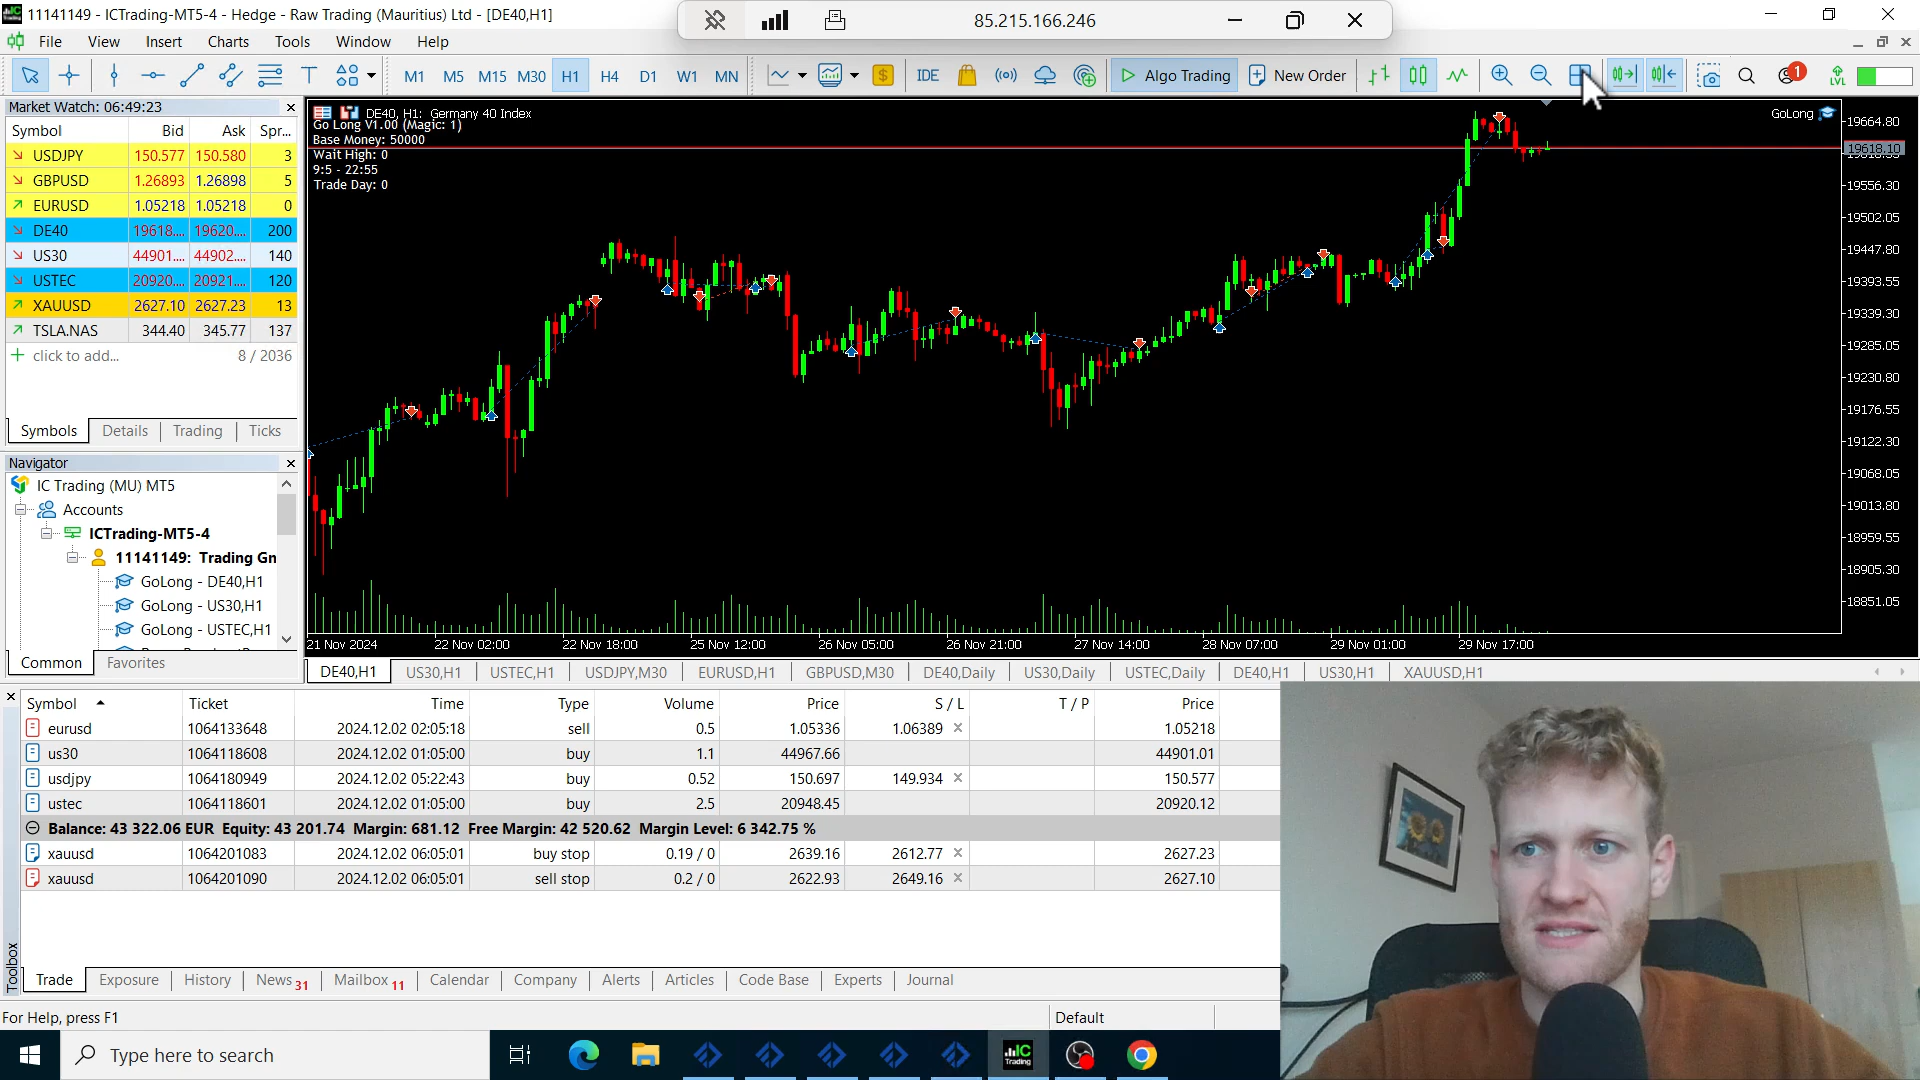 11141149 - ICTrading-MT5-4 - Hedge - Raw Trading (Mauritius) Ltd - [DE40,H1]
85.215.166.246
File View Insert Charts Tools Window Help
M1 M5 M15 M30 H1 H4 D1 W1 MN IDE Algo Trading New Order 1 LVL
Market Watch: 06:49:23
Symbol Bid Ask Spr...
USDJPY 150.577 150.580 3
GBPUSD 1.26893 1.26898 5
EURUSD 1.05218 1.05218 0
DE40 19618.... 19620.... 200
US30 44901.... 44902.... 140
USTEC 20920.... 20921.... 120
XAUUSD 2627.10 2627.23 13
TSLA.NAS 344.40 345.77 137
click to add... 8 / 2036
Symbols Details Trading Ticks
Navigator
IC Trading (MU) MT5
Accounts
ICTrading-MT5-4
11141149: Trading Gm
GoLong - DE40,H1
GoLong - US30,H1
GoLong - USTEC,H1
Common Favorites
DE40, H1: Germany 40 Index
Go Long V1.00 (Magic: 1)
Base Money: 50000
Wait High: 0
9:5 - 22:55
Trade Day: 0
GoLong
19664.80
19618.10
19556.30
19502.05
19447.80
19393.55
19339.30
19285.05
19230.80
19176.55
19122.30
19068.05
19013.80
18959.55
18905.30
18851.05
21 Nov 2024 22 Nov 02:00 22 Nov 18:00 25 Nov 12:00 26 Nov 05:00 26 Nov 21:00 27 Nov 14:00 28 Nov 07:00 29 Nov 01:00 29 Nov 17:00
DE40,H1 US30,H1 USTEC,H1 USDJPY,M30 EURUSD,H1 GBPUSD,M30 DE40,Daily US30,Daily USTEC,Daily DE40,H1 US30,H1 XAUUSD,H1
Symbol Ticket Time Type Volume Price S / L T / P Price
eurusd 1064133648 2024.12.02 02:05:18 sell 0.5 1.05336 1.06389 1.05218
us30 1064118608 2024.12.02 01:05:00 buy 1.1 44967.66 44901.01
usdjpy 1064180949 2024.12.02 05:22:43 buy 0.52 150.697 149.934 150.577
ustec 1064118601 2024.12.02 01:05:00 buy 2.5 20948.45 20920.12
Balance: 43 322.06 EUR Equity: 43 201.74 Margin: 681.12 Free Margin: 42 520.62 Margin Level: 6 342.75 %
xauusd 1064201083 2024.12.02 06:05:01 buy stop 0.19 / 0 2639.16 2612.77 2627.23
xauusd 1064201090 2024.12.02 06:05:01 sell stop 0.2 / 0 2622.93 2649.16 2627.10
Toolbox
Trade Exposure History News 31 Mailbox 11 Calendar Company Alerts Articles Code Base Experts Journal
For Help, press F1 Default
Type here to search
IC Trading